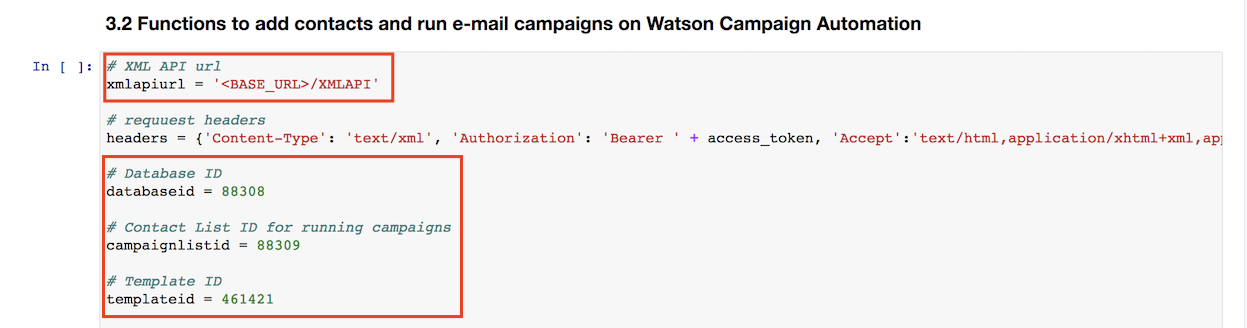 3.2 Functions to add contacts and run e-mail campaigns on Watson Campaign Automation
In [ ]:
# XML API url
xmlapiurl = '<BASE_URL>/XMLAPI'
# requuest headers
headers = {'Content-Type': 'text/xml', 'Authorization': 'Bearer ' + access_token, 'Accept':'text/html,application/xhtml+xml,ap
# Database ID
databaseid = 88308
# Contact List ID for running campaigns
campaignlistid = 88309
# Template ID
templateid = 461421